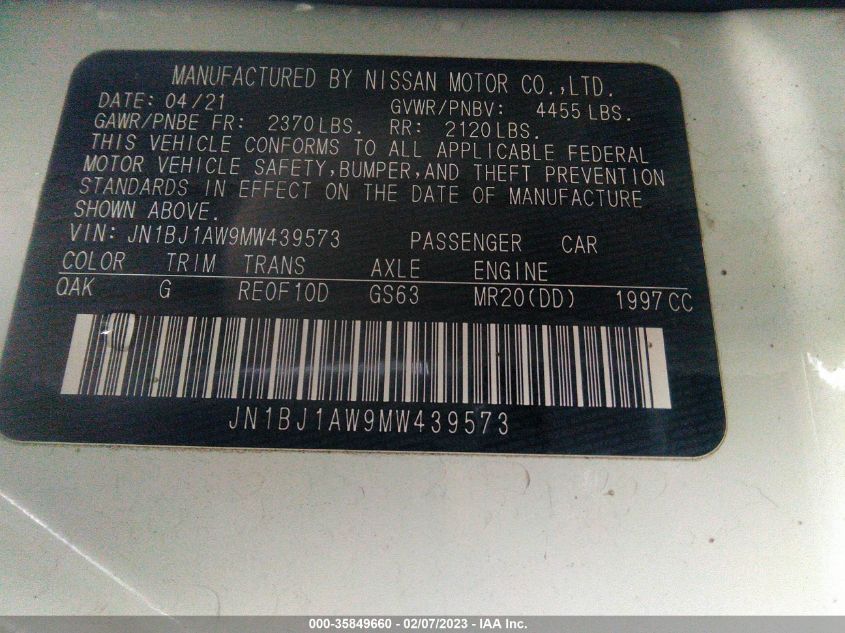 MANUFACTURED BY NISSAN MOTOR CO.,LTD.
DATE: 04/21 GVWR/PNBV: 4455 LBS.
GAWR/PNBE FR: 2370LBS. RR: 2120LBS.
THIS VEHICLE CONFORMS TO ALL APPLICABLE FEDERAL
MOTOR VEHICLE SAFETY,BUMPER,AND THEFT PREVENTION
STANDARDS IN EFFECT ON THE DATE OF MANUFACTURE
SHOWN ABOVE.
VIN: JN1BJ1AW9MW439573 PASSENGER CAR
COLOR TRIM TRANS AXLE ENGINE
QAK G RE0F10D GS63 MR20(DD) 1997CC
JN1BJ1AW9MW439573
000-35849660 - 02/07/2023 - IAA Inc.